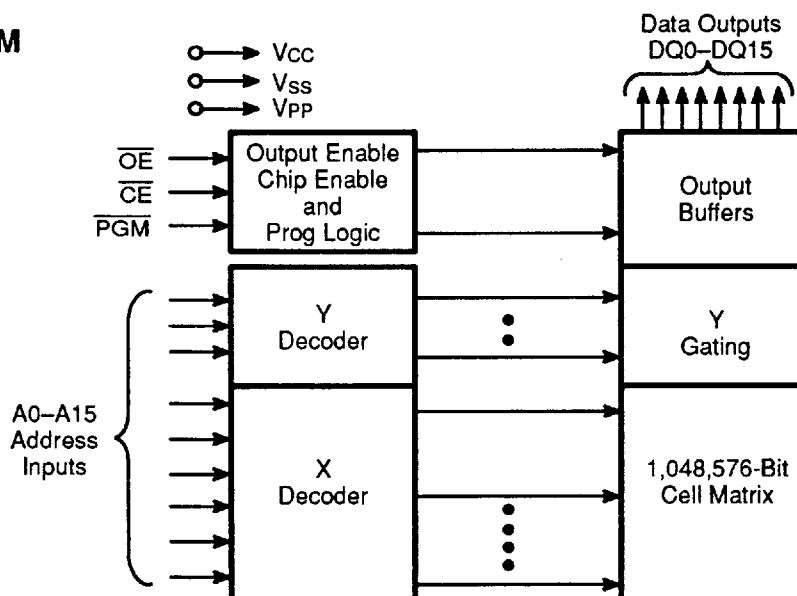 M
VCC
VSS
VPP
Data Outputs
DQ0–DQ15
OE
CE
PGM
Output Enable
Chip Enable
and
Prog Logic
Output
Buffers
Y
Decoder
Y
Gating
A0–A15
Address
Inputs
X
Decoder
1,048,576-Bit
Cell Matrix